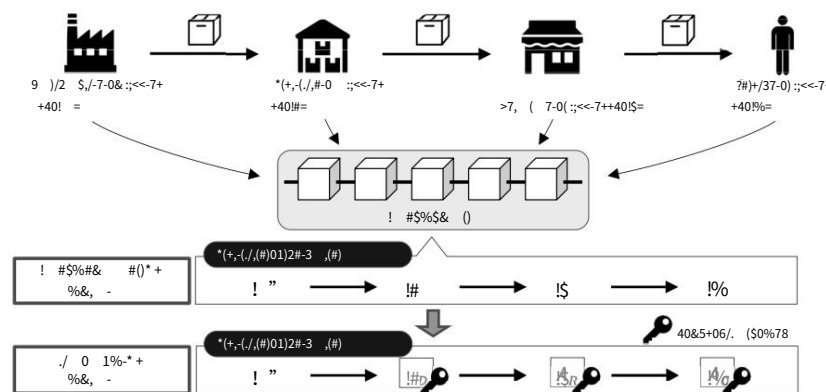 9 )/2 $,/-7-0& :;<<-7+
+40! =
*(+,-(./,#-0 :;<<-7+
+40!#=
>7, ( 7-0( :;<<-7++40!$=
?#)+/37-0) :;<<-7+
+40!%=
! #$%$& ()
*(+,-(./,(#)01)2#-3 ,(#)
! #$%#& #()* +
%&, -
! ” !# !$ !%
40&5+06/. ($0%78
*(+,-(./,(#)01)2#-3 ,(#)
./ 0 1%-* +
%&, -
! ”